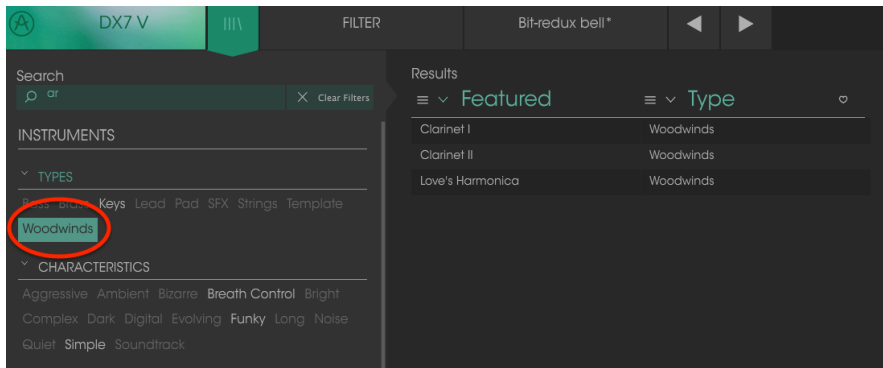 DX7 V FILTER Bit-redux bell*
Search
ar
Clear Filters
INSTRUMENTS
TYPES
Bass Brass Keys Lead Pad SFX Strings Template
Woodwinds
CHARACTERISTICS
Aggressive Ambient Bizarre Breath Control Bright
Complex Dark Digital Evolving Funky Long Noise
Quiet Simple Soundtrack
Results
Featured Type
Clarinet I Woodwinds
Clarinet II Woodwinds
Love's Harmonica Woodwinds